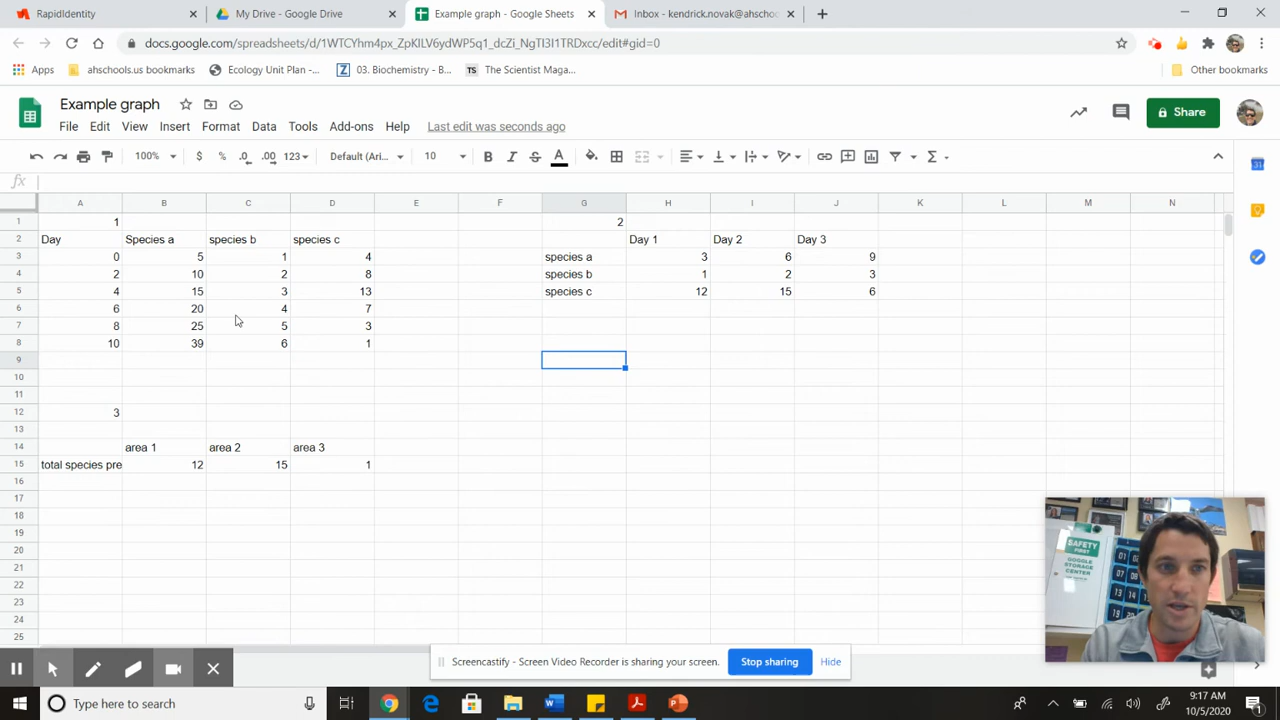 RapidIdentity
My Drive - Google Drive
Example graph - Google Sheets
Inbox - kendrick.novak@ahschoo
docs.google.com/spreadsheets/d/1WTCYhm4px_ZpKILV6ydWP5q1_dcZi_NgTI3I1TRDxcc/edit#gid=0
Apps
ahschools.us bookmarks
Ecology Unit Plan -...
03. Biochemistry - B...
TS
The Scientist Maga...
Other bookmarks
Example graph
Share
File Edit View Insert Format Data Tools Add-ons Help Last edit was seconds ago
100% $ % .0 .00 123 Default (Ari... 10 B I S A
fx
A B C D E F G H I J K L M N
1 1 2
2 Day Species a species b species c Day 1 Day 2 Day 3
3 0 5 1 4 species a 3 6 9
4 2 10 2 8 species b 1 2 3
5 4 15 3 13 species c 12 15 6
6 6 20 4 7
7 8 25 5 3
8 10 39 6 1
9
10
11
12 3
13
14 area 1 area 2 area 3
15 total species pre 12 15 1
16
17
18
19
20
21
22
23
24
25
SAFETY
FIRST
GOGGLE
STORAGE
CENTER
Screencastify - Screen Video Recorder is sharing your screen.
Stop sharing
Hide
Type here to search
9:17 AM
10/5/2020